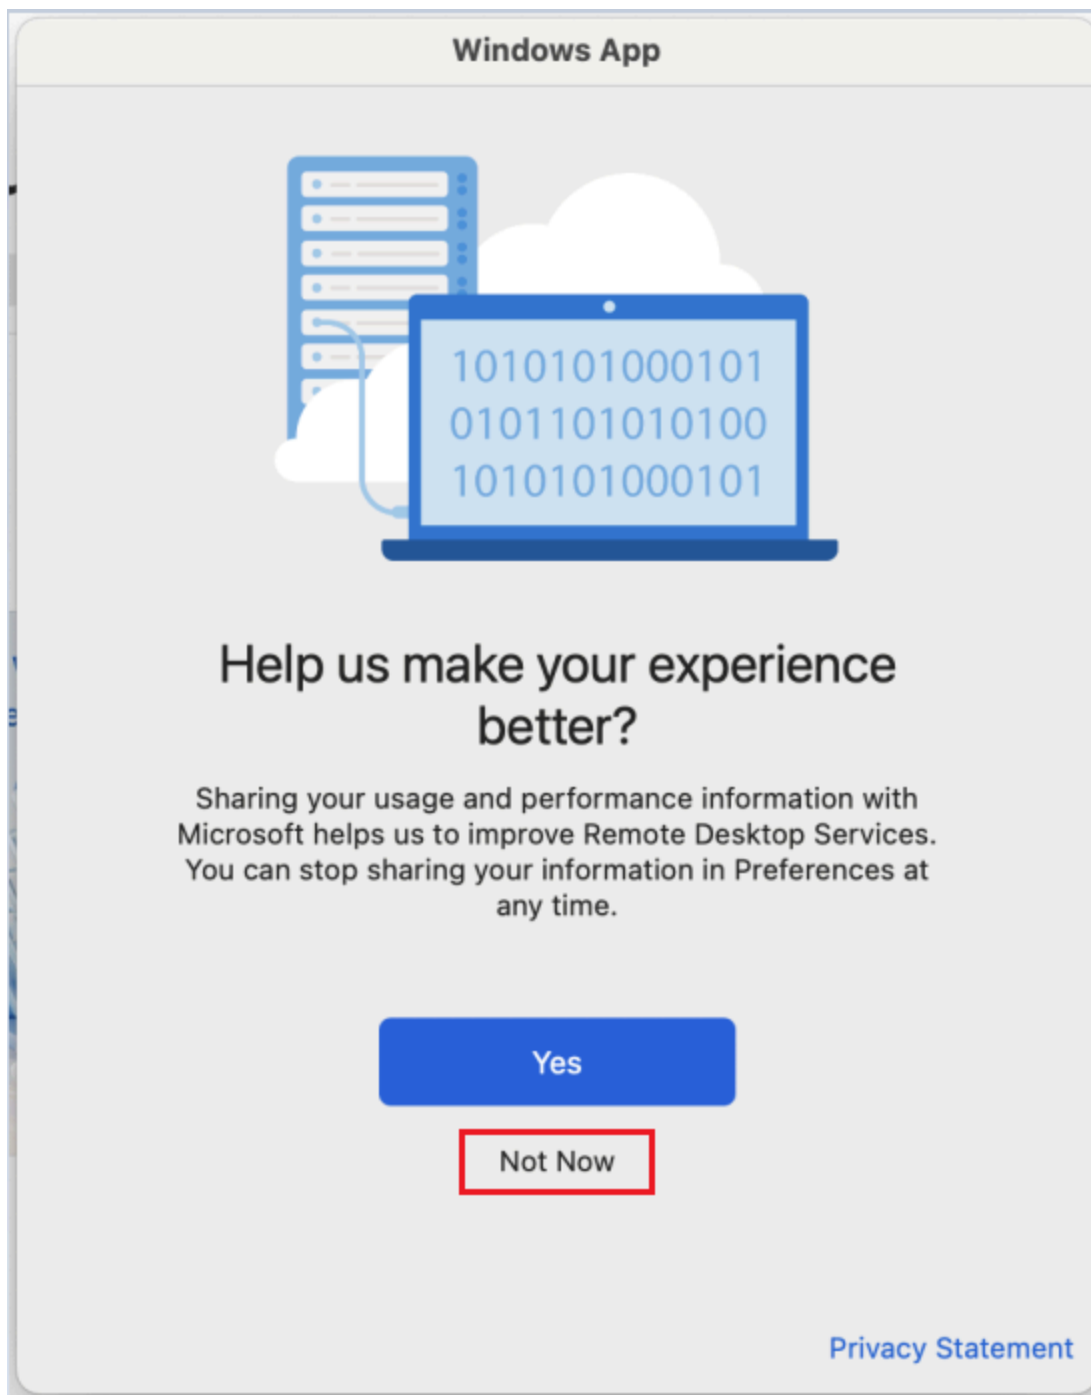 Windows App
1010101000101
0101101010100
1010101000101
Help us make your experience
better?
Sharing your usage and performance information with
Microsoft helps us to improve Remote Desktop Services.
You can stop sharing your information in Preferences at
any time.
Yes
Not Now
Privacy Statement